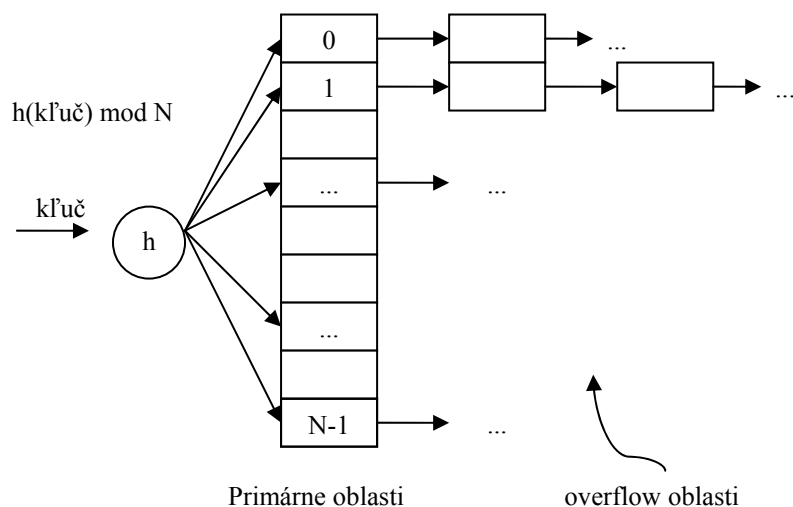 0
...
1
...
h(kľuč) mod N
...
...
kľuč
h
...
N-1
...
Primárne oblasti
overflow oblasti